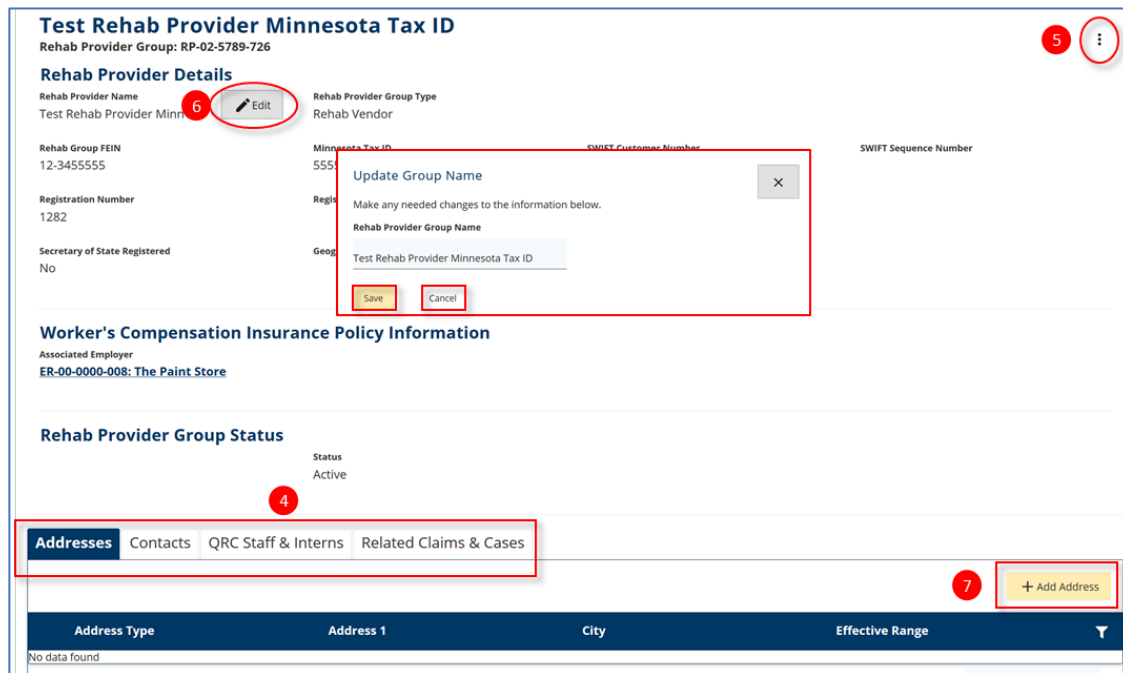 Test Rehab Provider Minnesota Tax ID
Rehab Provider Group: RP-02-5789-726
5
Rehab Provider Details
Rehab Provider Name
Rehab Provider Group Type
Test Rehab Provider Minn
6
Edit
Rehab Vendor
Rehab Group FEIN
Minnesota Tax ID
SWIFT Customer Number
SWIFT Sequence Number
12-3455555
Update Group Name
Make any needed changes to the information below.
Rehab Provider Group Name
Test Rehab Provider Minnesota Tax ID
Save
Cancel
Registration Number
1282
Secretary of State Registered
No
Worker's Compensation Insurance Policy Information
Associated Employer
ER-00-0000-008: The Paint Store
Rehab Provider Group Status
Status
Active
4
Addresses Contacts QRC Staff & Interns Related Claims & Cases
7
+ Add Address
Address Type Address 1 City Effective Range
No data found